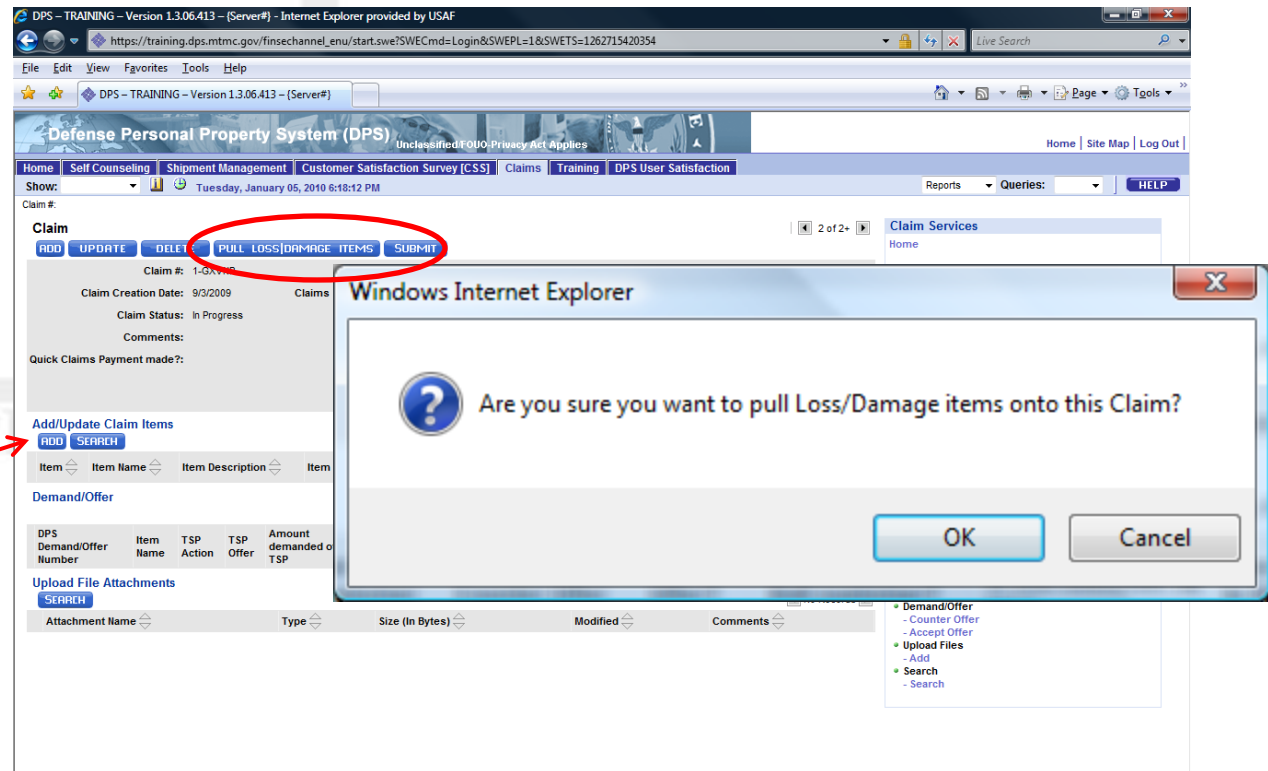 DPS – TRAINING – Version 1.3.06.413 – {Server#} - Internet Explorer provided by USAF
https://training.dps.mtmc.gov/finsechannel_enu/start.swe?SWECmd=Login&SWEPL=1&SWETS=1262715420354
Live Search
File Edit View Favorites Tools Help
DPS – TRAINING – Version 1.3.06.413 – {Server#}
Page Tools
Defense Personal Property System (DPS)
Unclassified/FOUO-Privacy Act Applies
Home | Site Map | Log Out |
Home Self Counseling Shipment Management Customer Satisfaction Survey [CSS] Claims Training DPS User Satisfaction
Show: Tuesday, January 05, 2010 6:18:12 PM Reports Queries: HELP
Claim #:
Claim 2 of 2+ Claim Services
ADD UPDATE DELETE PULL LOSS|DAMAGE ITEMS SUBMIT Home
Claim #:
Claim Creation Date: 9/3/2009 Claims
Claim Status: In Progress
Comments:
Quick Claims Payment made?:
Windows Internet Explorer
Are you sure you want to pull Loss/Damage items onto this Claim?
OK Cancel
Add/Update Claim Items
ADD SEARCH
Item Item Name Item Description Item
Demand/Offer
DPS Demand/Offer Number Item Name TSP Action TSP Offer Amount demanded of TSP
Upload File Attachments
SEARCH
Attachment Name Type Size (In Bytes) Modified Comments
Demand/Offer
- Counter Offer
- Accept Offer
Upload Files
- Add
Search
- Search